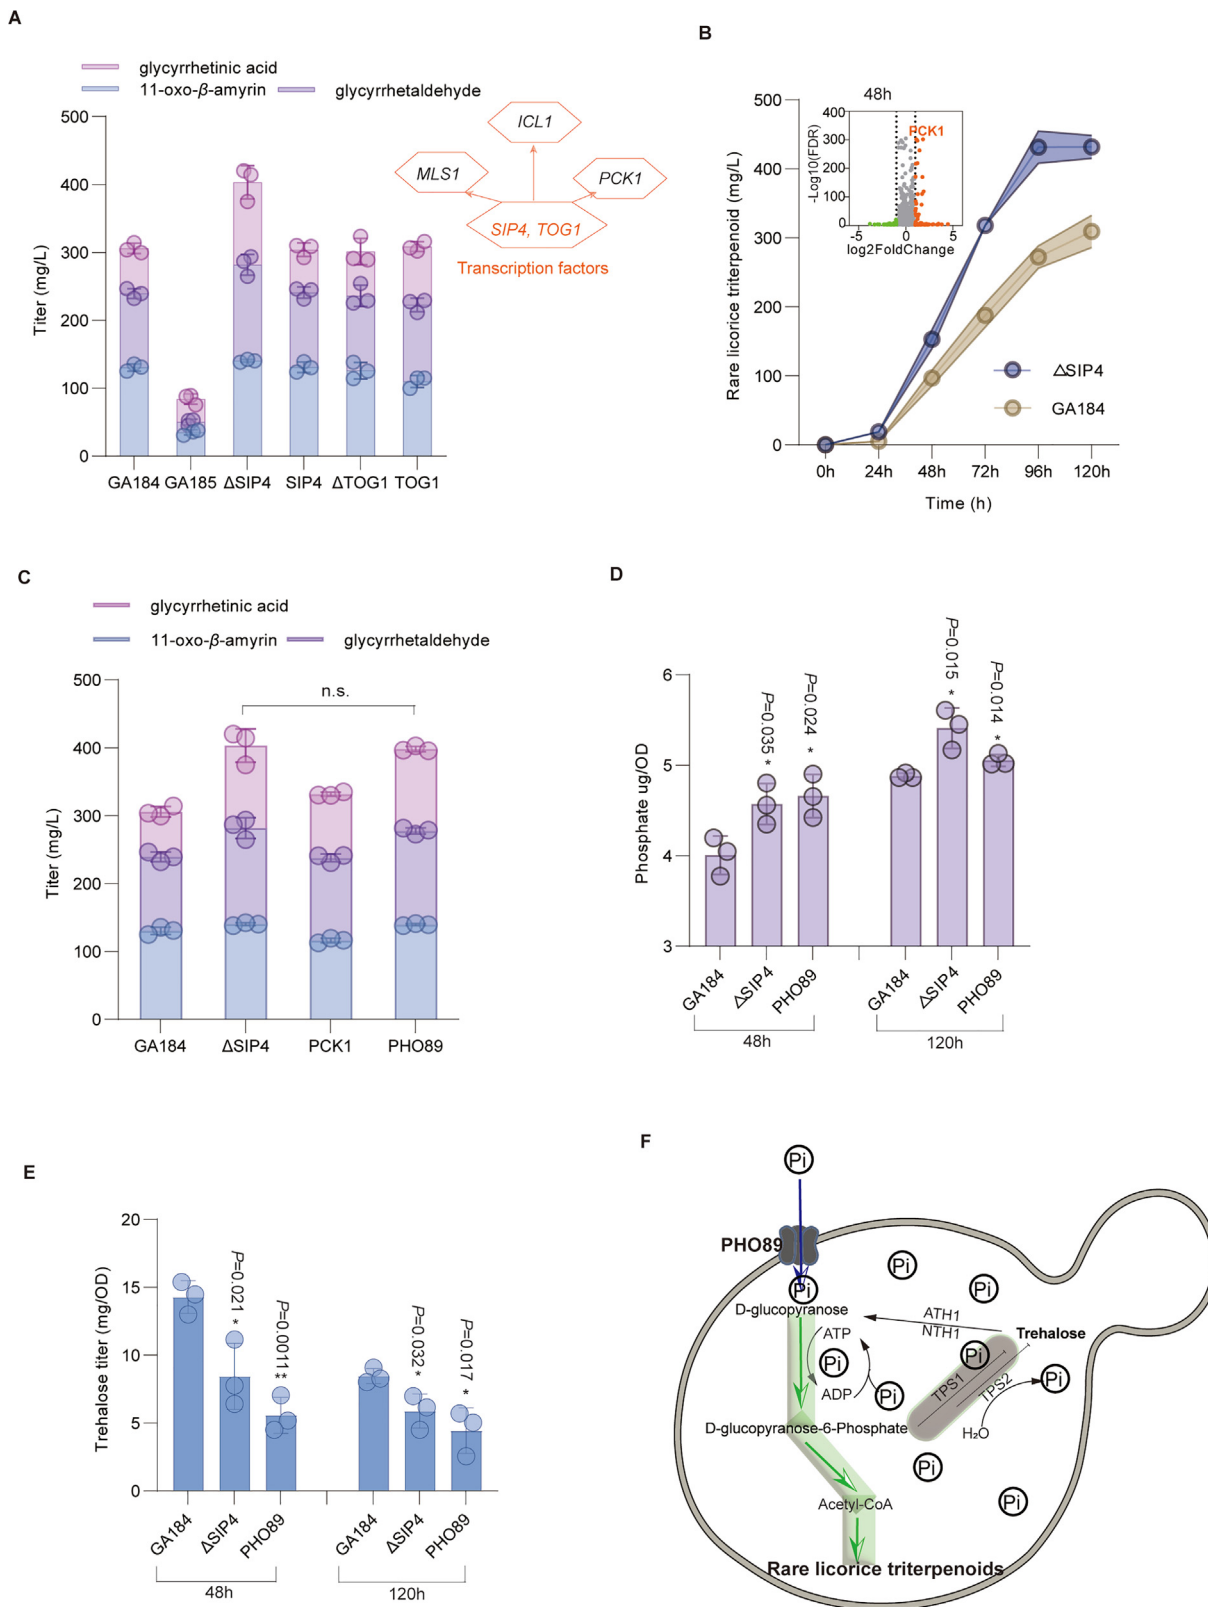 A
glycyrrhetinic acid
11-oxo-β-amyrin
glycyrrhetaldehyde
Titer (mg/L)
500
400
300
200
100
0
GA184
GA185
ΔSIP4
SIP4
ΔTOG1
TOG1
ICL1
MLS1
PCK1
SIP4, TOG1
Transcription factors
B
Rare licorice triterpenoid (mg/L)
500
400
300
200
100
0
0h
24h
48h
72h
96h
120h
Time (h)
48h
-Log10(FDR)
400
300
200
100
0
PCK1
-5
0
5
log2FoldChange
ΔSIP4
GA184
C
glycyrrhetinic acid
11-oxo-β-amyrin
glycyrrhetaldehyde
Titer (mg/L)
500
400
300
200
100
0
n.s.
GA184
ΔSIP4
PCK1
PHO89
D
Phosphate ug/OD
6
5
4
3
P=0.035 *
P=0.024 *
P=0.015 *
P=0.014 *
GA184
ΔSIP4
PHO89
GA184
ΔSIP4
PHO89
48h
120h
E
Trehalose titer (mg/OD)
20
15
10
5
0
P=0.021 *
P=0.0011 **
P=0.032 *
P=0.017 *
GA184
ΔSIP4
PHO89
GA184
ΔSIP4
PHO89
48h
120h
F
Pi
PHO89
Pi
Pi
Pi
D-glucopyranose
ATH1
NTH1
Trehalose
ATP
Pi
Pi
ADP
Pi
Pi
TPS1
TPS2
H₂O
D-glucopyranose-6-Phosphate
Pi
Pi
Acetyl-CoA
Rare licorice triterpenoids